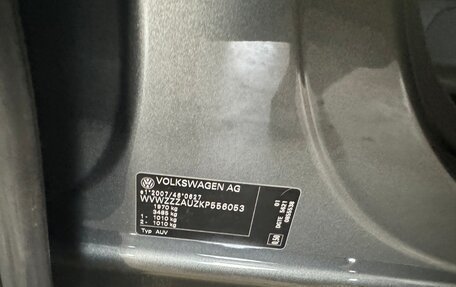 VOLKSWAGEN AG
e1*2007/46*0627
WVWZZZAUZKP556053
1970 kg
3485 kg
1 - 1010 kg
2 - 1010 kg
Typ AUV
01